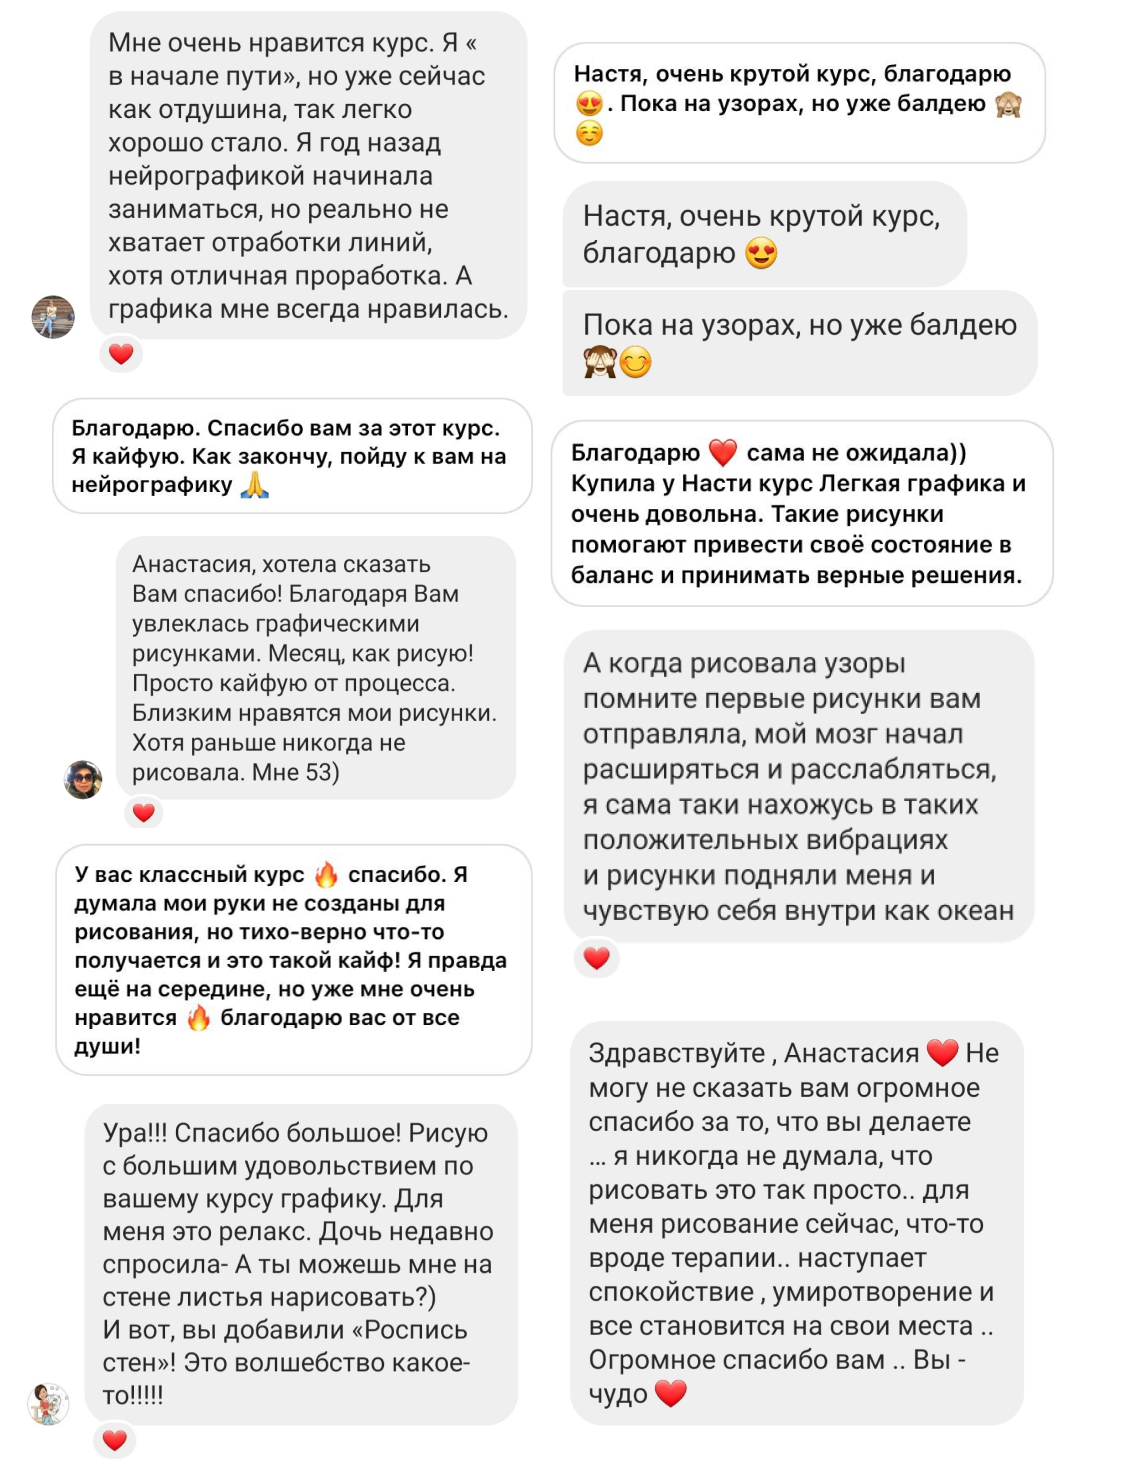 Мне очень нравится курс. Я «
в начале пути», но уже сейчас
как отдушина, так легко
хорошо стало. Я год назад
нейрографикой начинала
заниматься, но реально не
хватает отработки линий,
хотя отличная проработка. А
графика мне всегда нравилась.
❤️
Благодарю. Спасибо вам за этот курс.
Я кайфую. Как закончу, пойду к вам на
нейрографику 🙏
Анастасия, хотела сказать
Вам спасибо! Благодаря Вам
увлеклась графическими
рисунками. Месяц, как рисую!
Просто кайфую от процесса.
Близким нравятся мои рисунки.
Хотя раньше никогда не
рисовала. Мне 53)
❤️
У вас классный курс 🔥 спасибо. Я
думала мои руки не созданы для
рисования, но тихо-верно что-то
получается и это такой кайф! Я правда
ещё на середине, но уже мне очень
нравится 🔥 благодарю вас от все
души!
Ура!!! Спасибо большое! Рисую
с большим удовольствием по
вашему курсу графику. Для
меня это релакс. Дочь недавно
спросила- А ты можешь мне на
стене листья нарисовать?)
И вот, вы добавили «Роспись
стен»! Это волшебство какое-
то!!!!!
❤️
Настя, очень крутой курс, благодарю
😍. Пока на узорах, но уже балдею 🙈
☺️
Настя, очень крутой курс,
благодарю 😍
Пока на узорах, но уже балдею
🙈😊
Благодарю ❤️ сама не ожидала))
Купила у Насти курс Легкая графика и
очень довольна. Такие рисунки
помогают привести своё состояние в
баланс и принимать верные решения.
А когда рисовала узоры
помните первые рисунки вам
отправляла, мой мозг начал
расширяться и расслабляться,
я сама таки нахожусь в таких
положительных вибрациях
и рисунки подняли меня и
чувствую себя внутри как океан
❤️
Здравствуйте , Анастасия ❤️ Не
могу не сказать вам огромное
спасибо за то, что вы делаете
... я никогда не думала, что
рисовать это так просто.. для
меня рисование сейчас, что-то
вроде терапии.. наступает
спокойствие , умиротворение и
все становится на свои места ..
Огромное спасибо вам .. Вы -
чудо ❤️